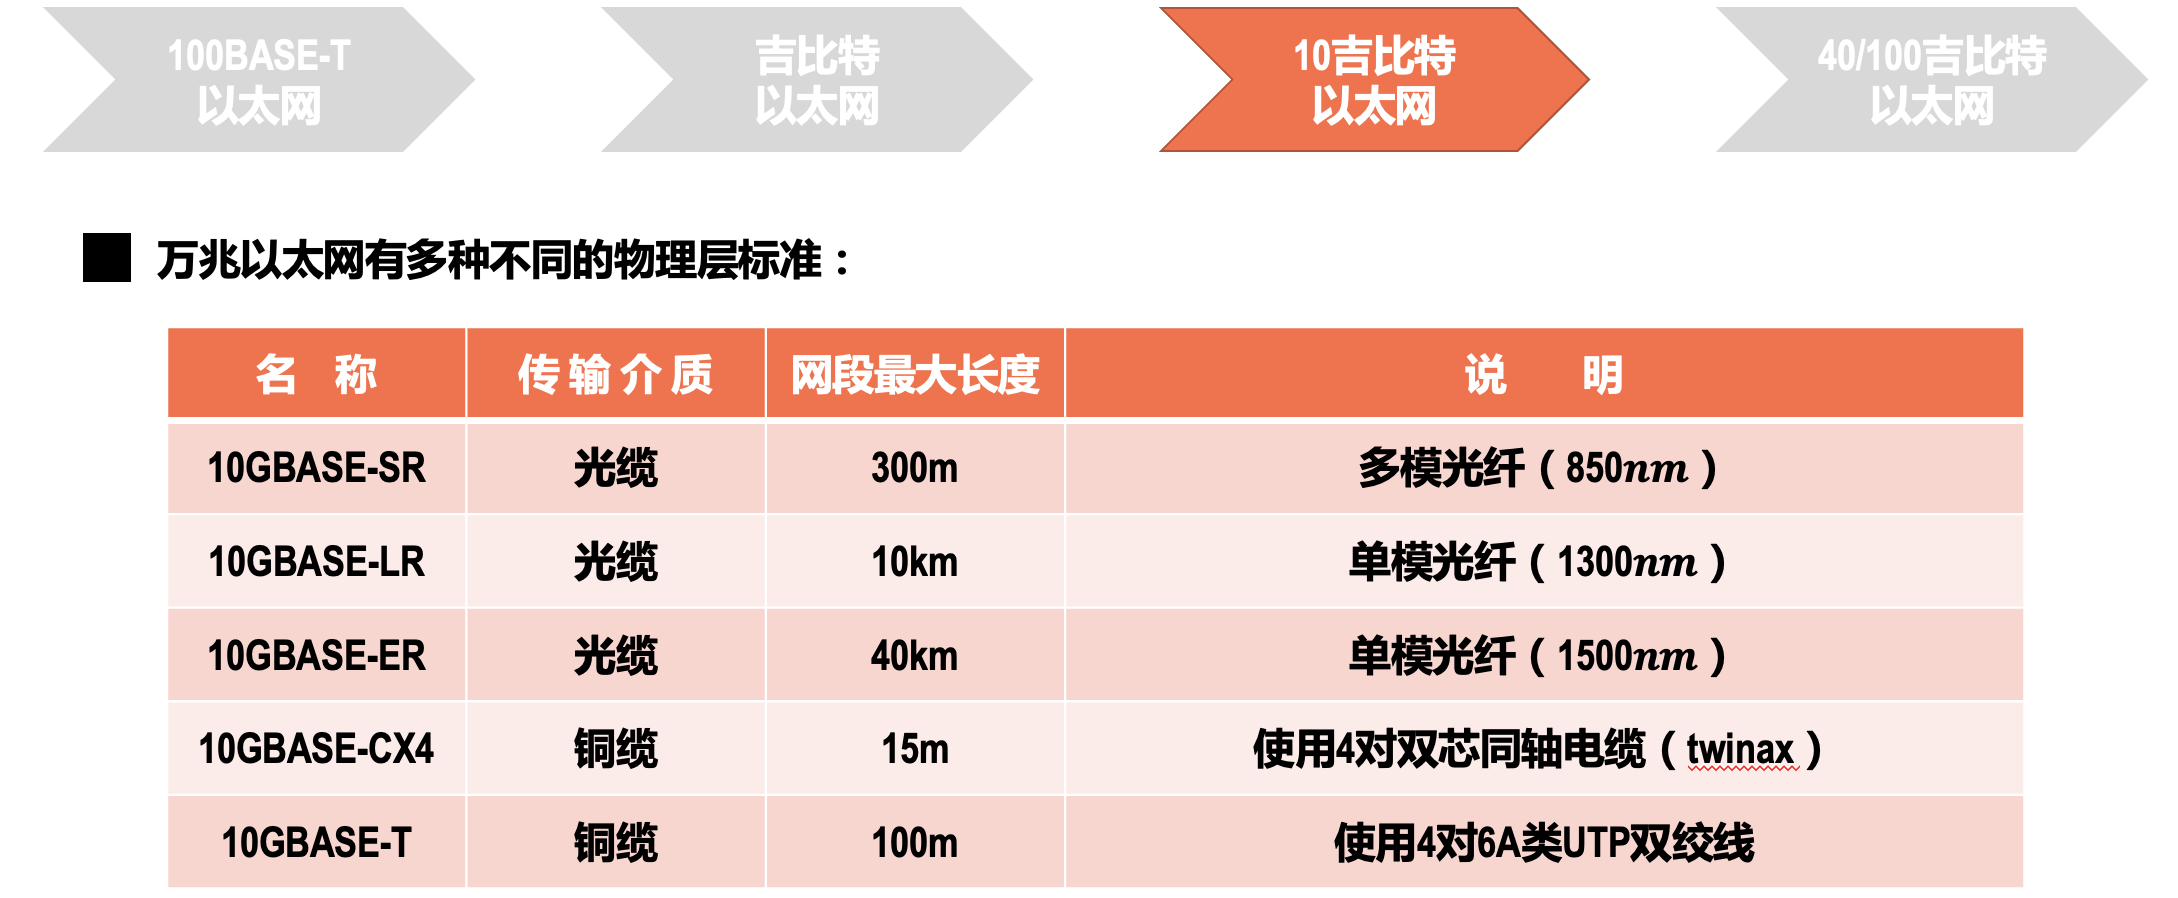 100BASE-T
以太网
吉比特
以太网
10吉比特
以太网
40/100吉比特
以太网
万兆以太网有多种不同的物理层标准：
名 称 传 输 介 质 网段最大长度 说 明
10GBASE-SR 光缆 300m 多模光纤（850nm）
10GBASE-LR 光缆 10km 单模光纤（1300nm）
10GBASE-ER 光缆 40km 单模光纤（1500nm）
10GBASE-CX4 铜缆 15m 使用4对双芯同轴电缆（twinax）
10GBASE-T 铜缆 100m 使用4对6A类UTP双绞线